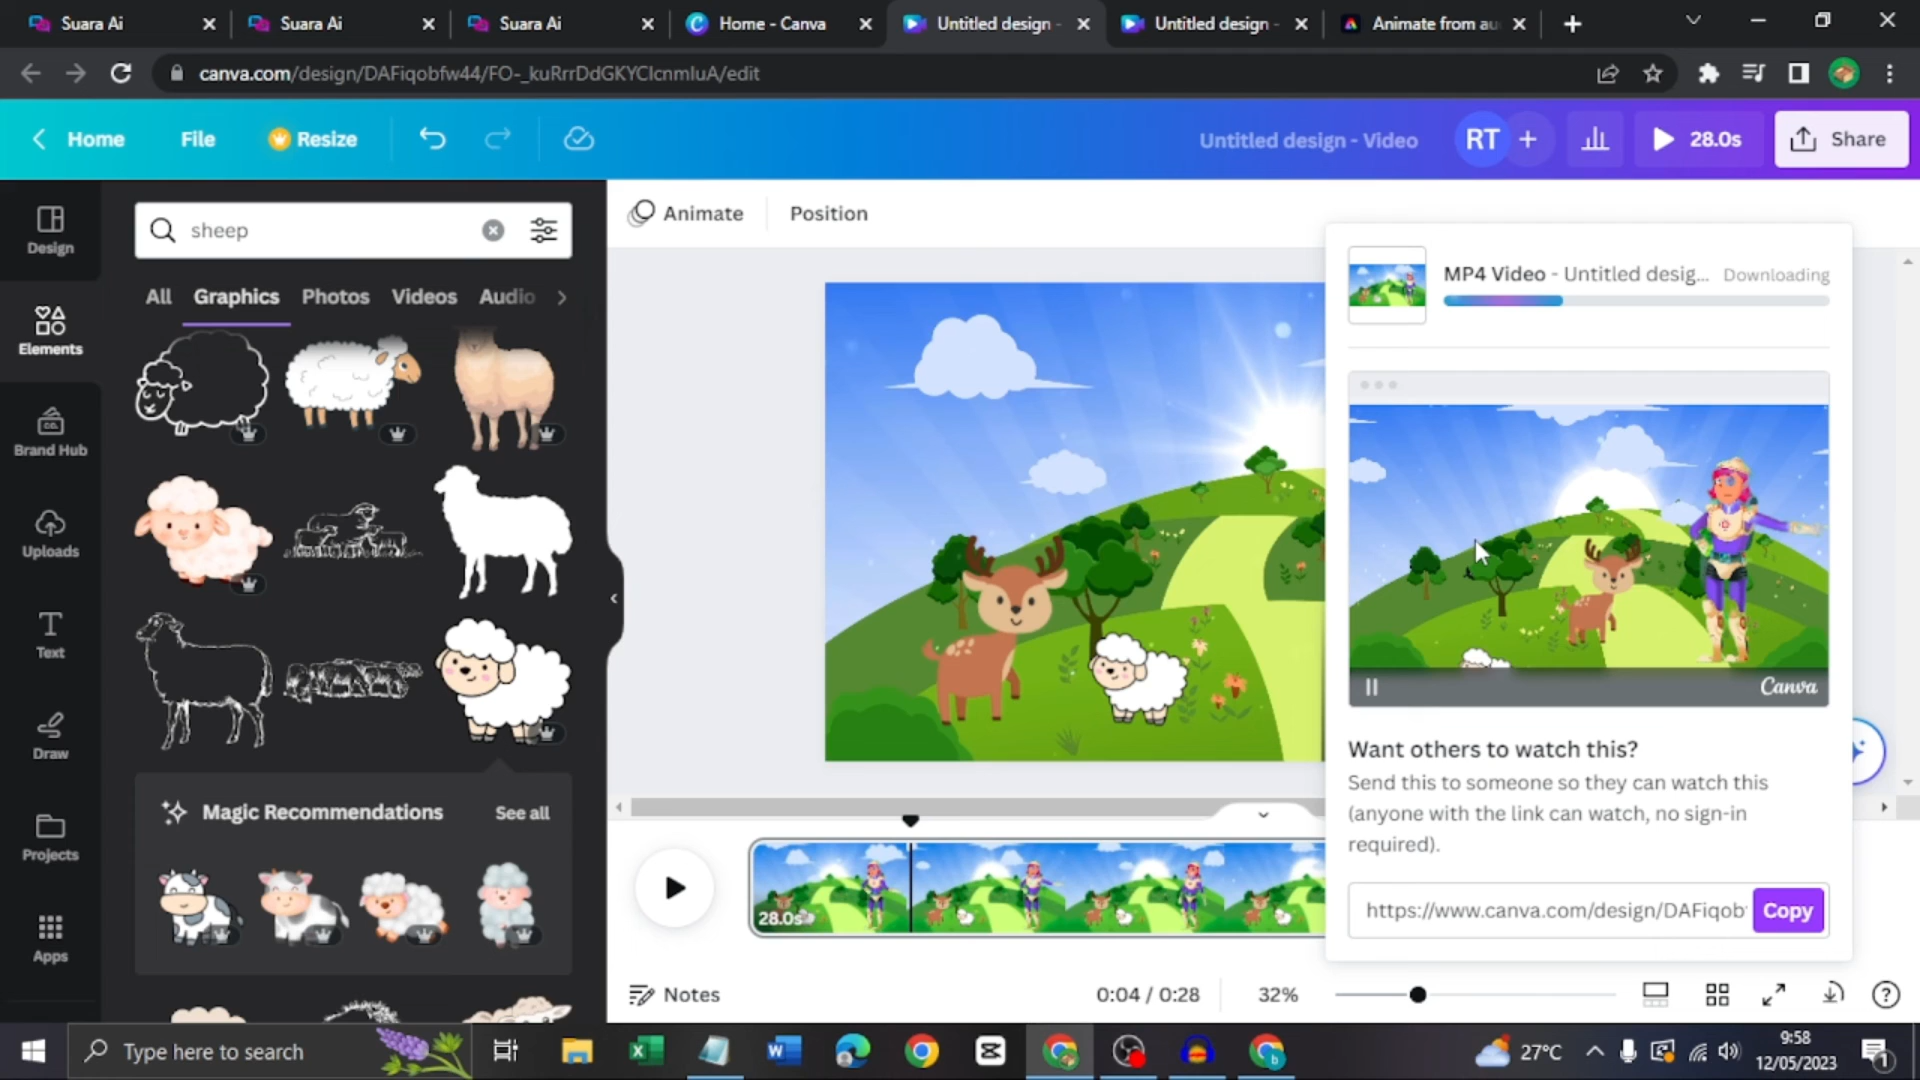 Suara Ai
Suara Ai
Suara Ai
Home - Canva
Untitled design -
Untitled design -
Animate from au
canva.com/design/DAFiqobfw44/FO-_kuRrrDdGKYClcnmluA/edit
Home
File
Resize
Untitled design - Video
RT
28.0s
Share
Design
Elements
Brand Hub
Uploads
Text
Draw
Projects
Apps
sheep
All
Graphics
Photos
Videos
Audio
Magic Recommendations
See all
Animate
Position
MP4 Video - Untitled desig...
Downloading
Canva
Want others to watch this?
Send this to someone so they can watch this
(anyone with the link can watch, no sign-in
required).
https://www.canva.com/design/DAFiqob
Copy
28.0s
Notes
0:04 / 0:28
32%
Type here to search
27°C
9:58
12/05/2023
1